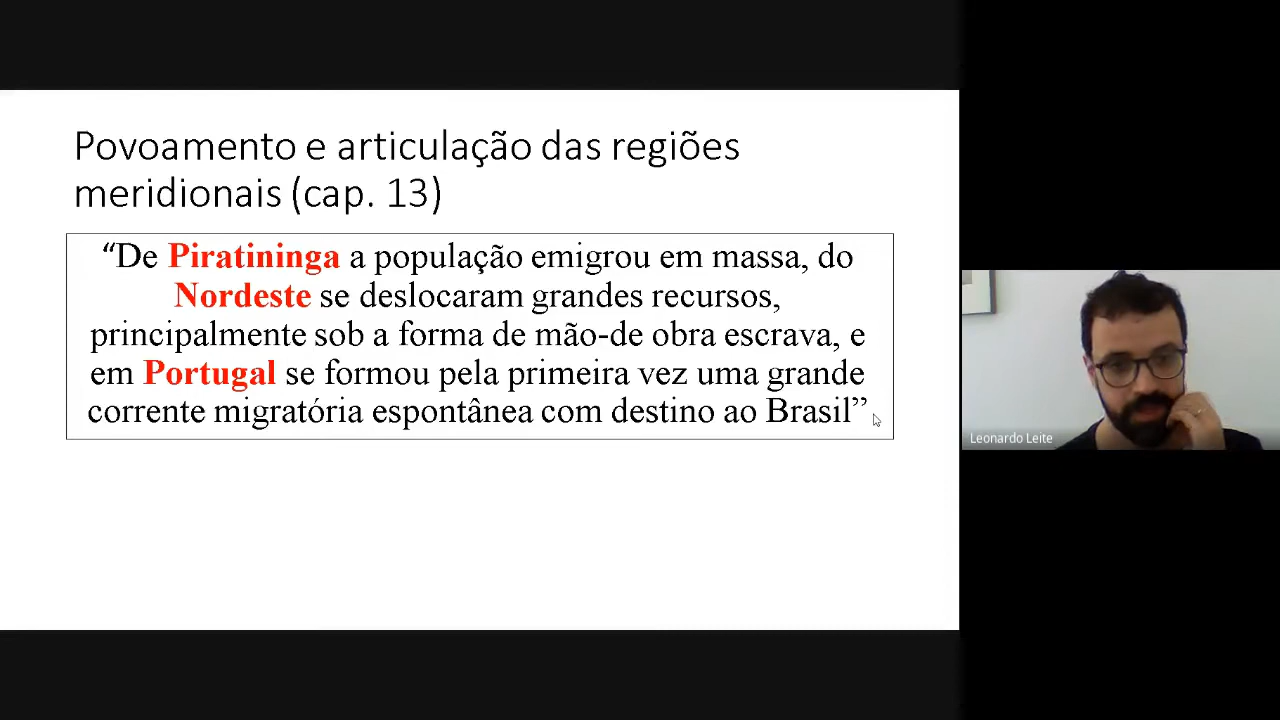 Povoamento e articulação das regiões
meridionais (cap. 13)
“De Piratininga a população emigrou em massa, do
Nordeste se deslocaram grandes recursos,
principalmente sob a forma de mão-de obra escrava, e
em Portugal se formou pela primeira vez uma grande
corrente migratória espontânea com destino ao Brasil”
Leonardo Leite